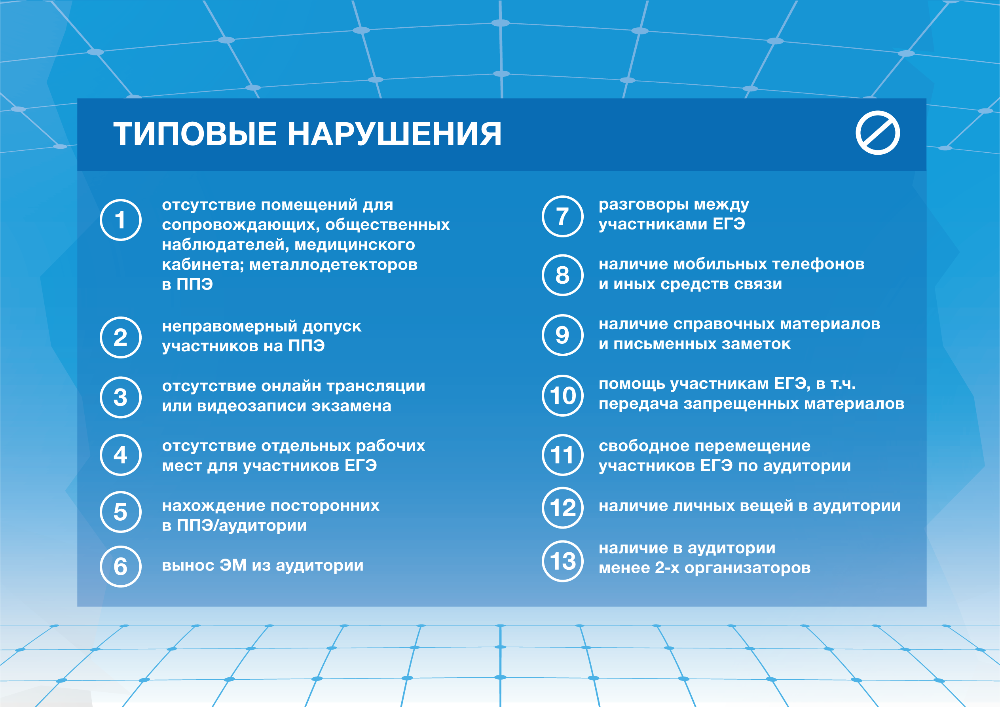 ТИПОВЫЕ НАРУШЕНИЯ
1
отсутствие помещений для
сопровождающих, общественных
наблюдателей, медицинского
кабинета; металлодетекторов
в ППЭ
2
неправомерный допуск
участников на ППЭ
3
отсутствие онлайн трансляции
или видеозаписи экзамена
4
отсутствие отдельных рабочих
мест для участников ЕГЭ
5
нахождение посторонних
в ППЭ/аудитории
6
вынос ЭМ из аудитории
7
разговоры между
участниками ЕГЭ
8
наличие мобильных телефонов
и иных средств связи
9
наличие справочных материалов
и письменных заметок
10
помощь участникам ЕГЭ, в т.ч.
передача запрещенных материалов
11
свободное перемещение
участников ЕГЭ по аудитории
12
наличие личных вещей в аудитории
13
наличие в аудитории
менее 2-х организаторов